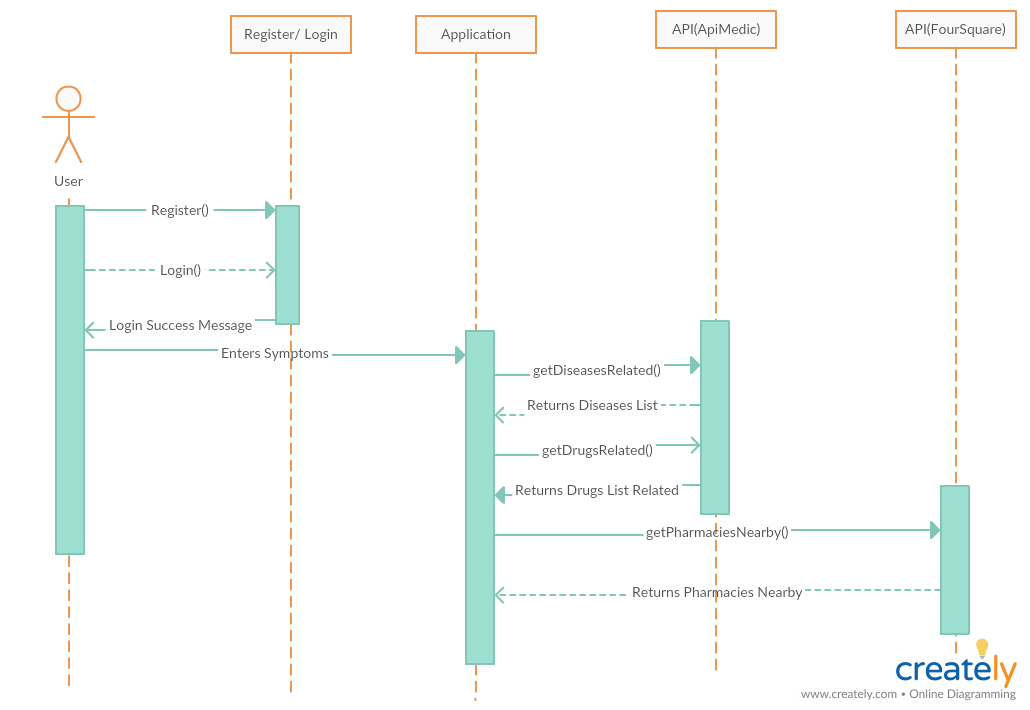 Register/ Login
Application
API(ApiMedic)
API(FourSquare)
User
Register()
Login()
Login Success Message
Enters Symptoms
getDiseasesRelated()
Returns Diseases List
getDrugsRelated()
Returns Drugs List Related
getPharmaciesNearby()
Returns Pharmacies Nearby
creately
www.creately.com • Online Diagramming